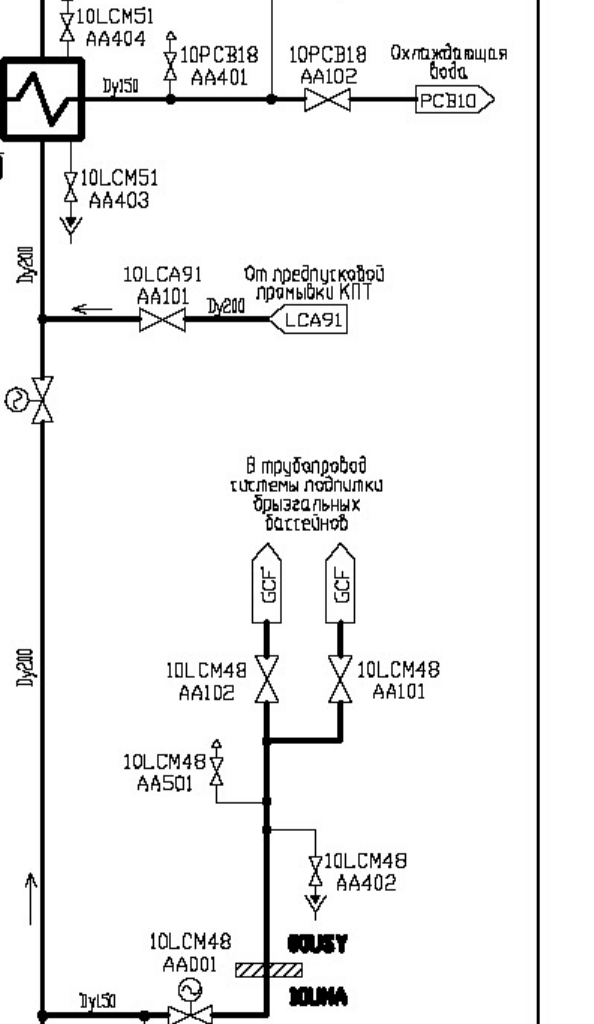 10LCM51
AA404
10PCB18
AA401
10PCB18
AA102
Охлаждающая
вода
Dy150
PCB10
10LCM51
AA403
Dy200
10LCA91
AA101
От предпусковой
промывки КПТ
Dy200
LCA91
В трубопровод
системы подпитки
брызгальных
бассейнов
GCF
GCF
Dy200
10LCM48
AA102
10LCM48
AA101
10LCM48
AA501
10LCM48
AA402
10LCM48
AA001
00USY
10UMA
Dy150